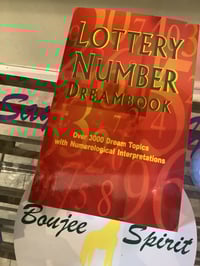 LOTTERY
NUMBER
DREAMBOOK
Over 3000 Dream Topics
with Numerological Interpretations
Boujee Spirit